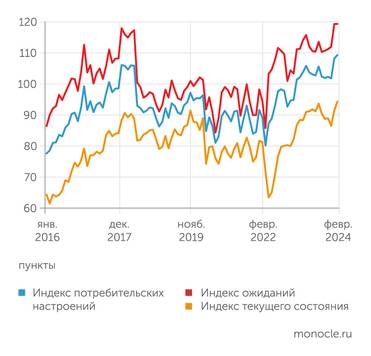 120
110
100
90
80
70
60
янв. дек. нояб. февр. февр.
2016 2017 2019 2022 2024
пункты
Индекс потребительских Индекс ожиданий
настроений Индекс текущего состояния
monocle.ru